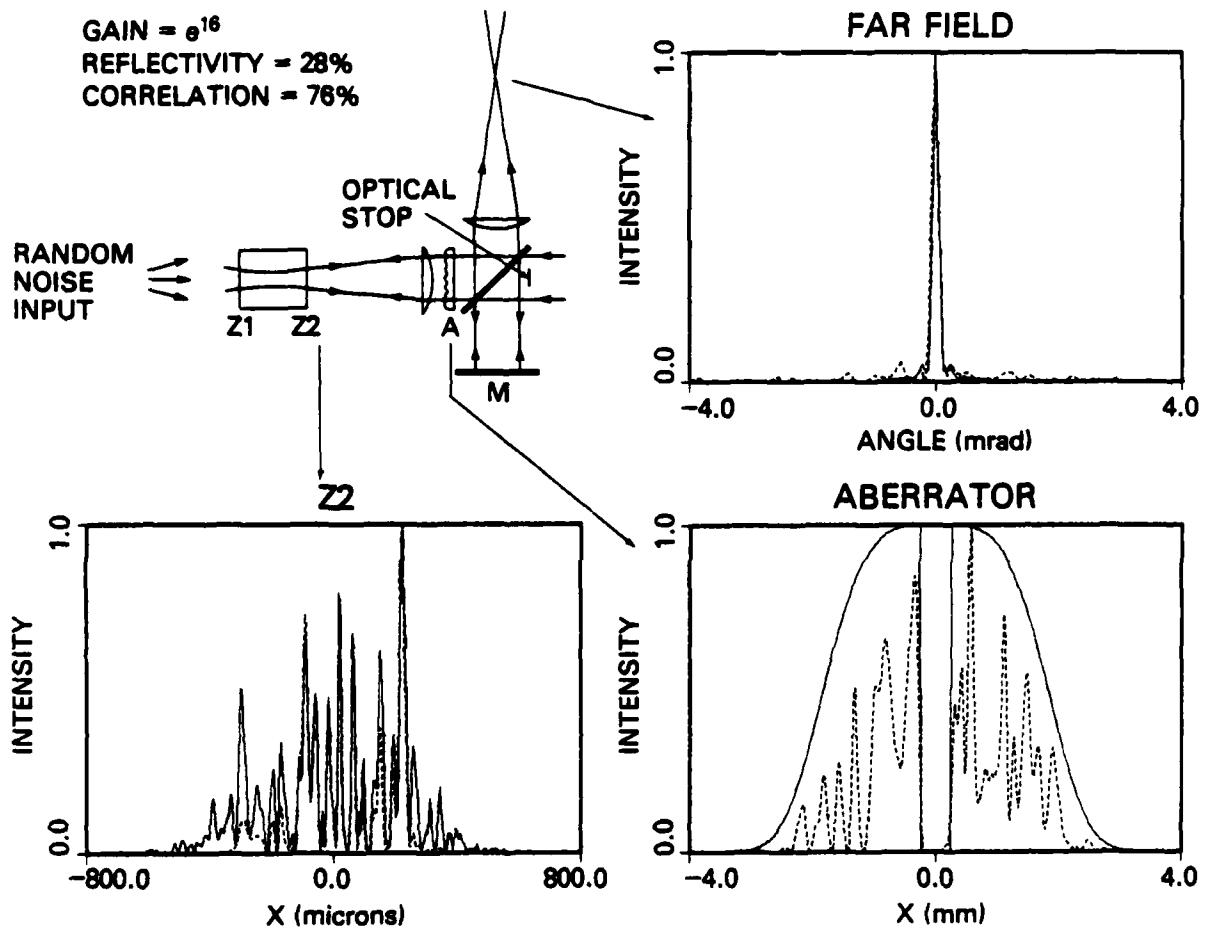 GAIN = e16
REFLECTIVITY = 28%
CORRELATION = 76%
OPTICAL
STOP
RANDOM
NOISE
INPUT
Z1
Z2
A
M
FAR FIELD
1.0
INTENSITY
0.0
−4.0
0.0
4.0
ANGLE (mrad)
Z2
1.0
INTENSITY
0.0
−800.0
0.0
800.0
X (microns)
ABERRATOR
1.0
INTENSITY
0.0
−4.0
0.0
4.0
X (mm)